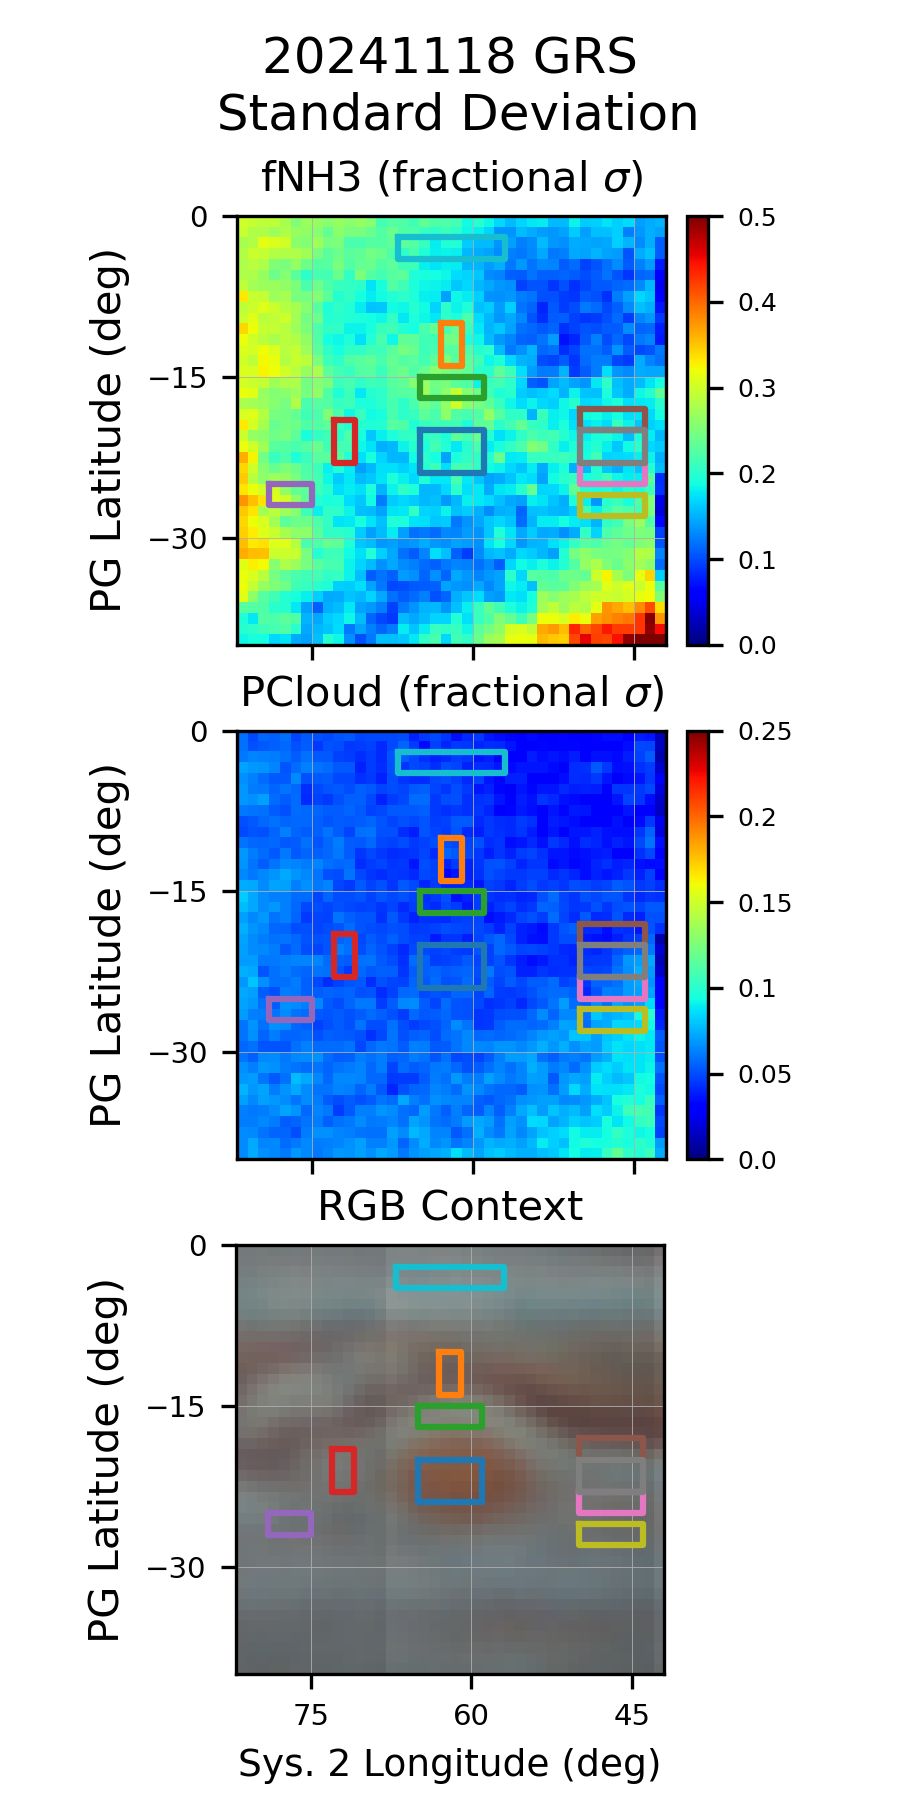 20241118 GRS
Standard Deviation
fNH3 (fractional σ)
PG Latitude (deg)
0
−15
−30
0.5
0.4
0.3
0.2
0.1
0.0
PCloud (fractional σ)
PG Latitude (deg)
0
−15
−30
0.25
0.2
0.15
0.1
0.05
0.0
RGB Context
PG Latitude (deg)
0
−15
−30
75 60 45
Sys. 2 Longitude (deg)